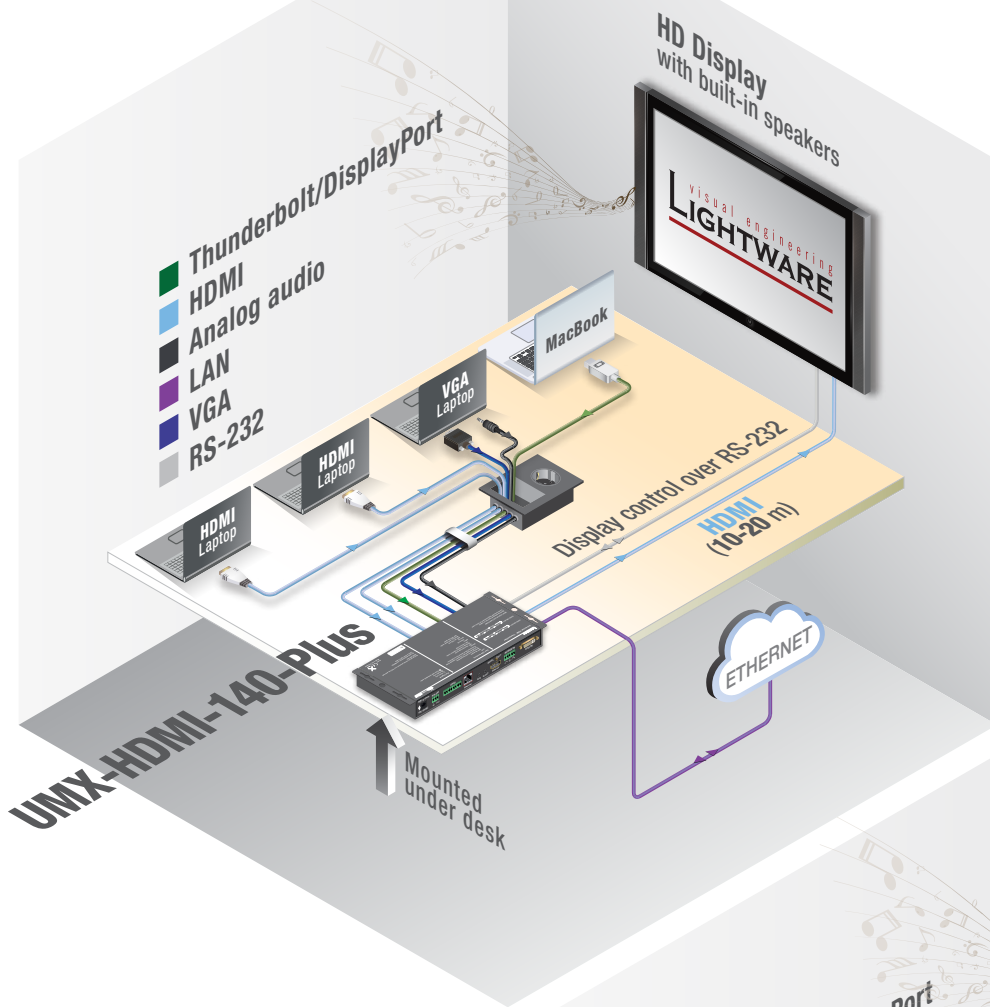 HD Display
with built-in speakers
visual engineering
LIGHTWARE
Thunderbolt/DisplayPort
HDMI
Analog audio
LAN
VGA
RS-232
MacBook
VGA
Laptop
HDMI
Laptop
HDMI
Laptop
Display control over RS-232
HDMI
(10-20 m)
ETHERNET
UMX-HDMI-140-Plus
Mounted
under desk
Port